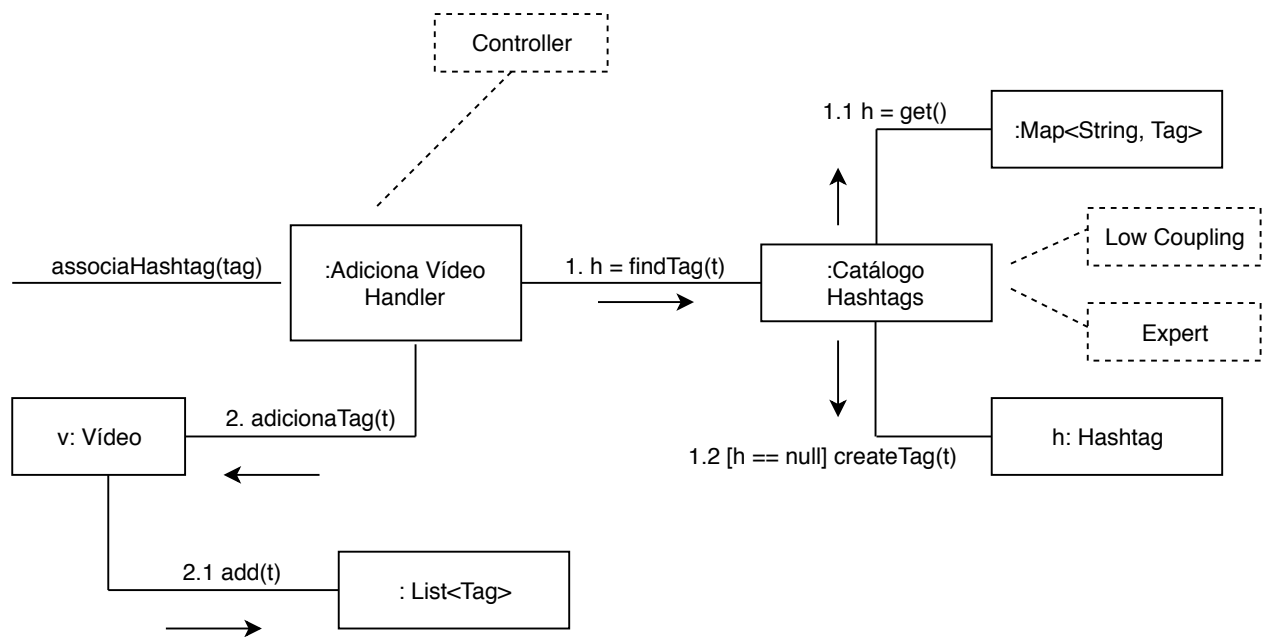 Controller
1.1 h = get()
:Map<String, Tag>
associaHashtag(tag)
:Adiciona Vídeo
Handler
1. h = findTag(t)
:Catálogo
Hashtags
Low Coupling
Expert
v: Vídeo
2. adicionaTag(t)
1.2 [h == null] createTag(t)
h: Hashtag
2.1 add(t)
: List<Tag>